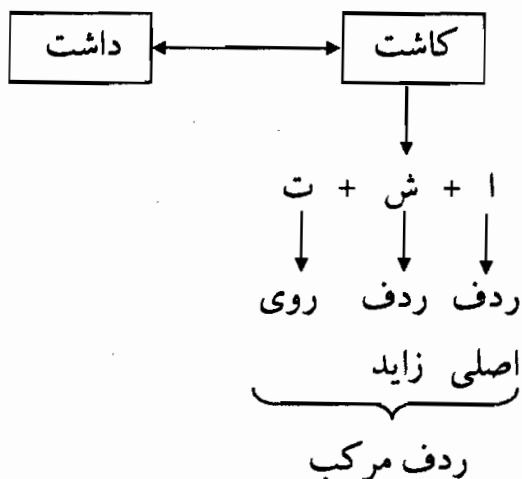 کاشت داشت
ا + ش + ت
ردف ردف روی
اصلی زاید
ردف مرکب